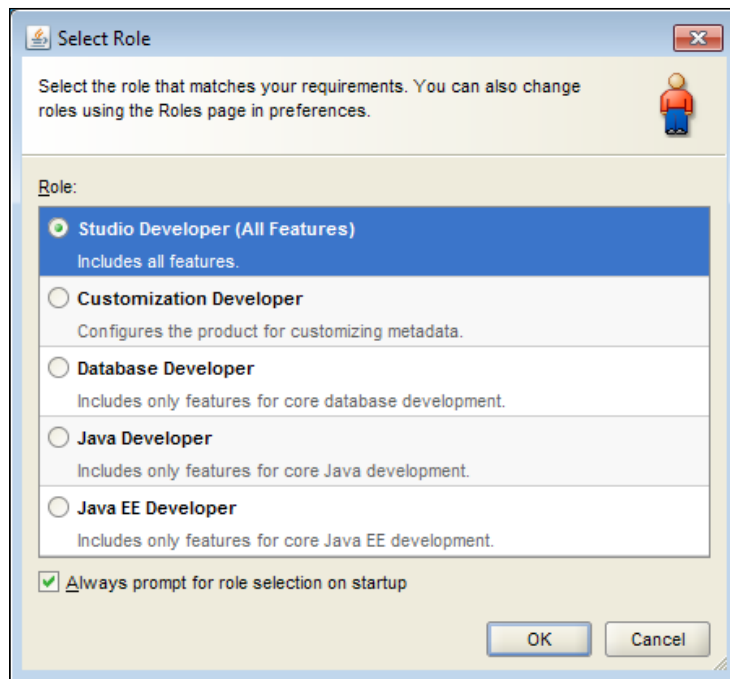 Select Role
Select the role that matches your requirements. You can also change
roles using the Roles page in preferences.
Role:
Studio Developer (All Features)
Includes all features.
Customization Developer
Configures the product for customizing metadata.
Database Developer
Includes only features for core database development.
Java Developer
Includes only features for core Java development.
Java EE Developer
Includes only features for core Java EE development.
Always prompt for role selection on startup
OK
Cancel